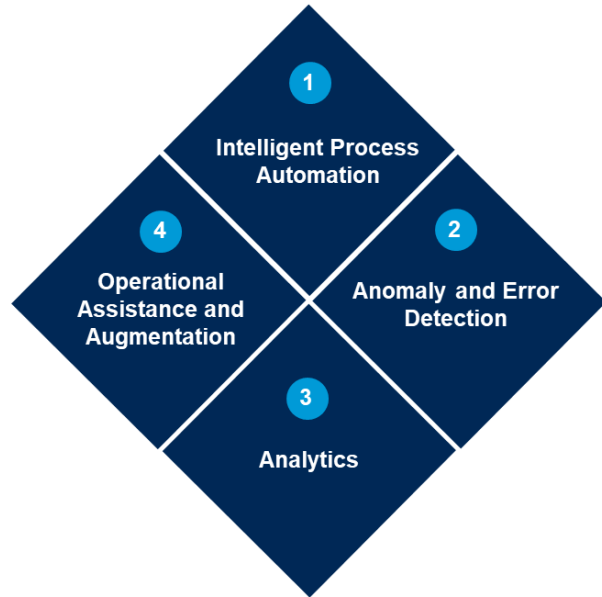 1
Intelligent Process
Automation
2
Anomaly and Error
Detection
3
Analytics
4
Operational
Assistance and
Augmentation